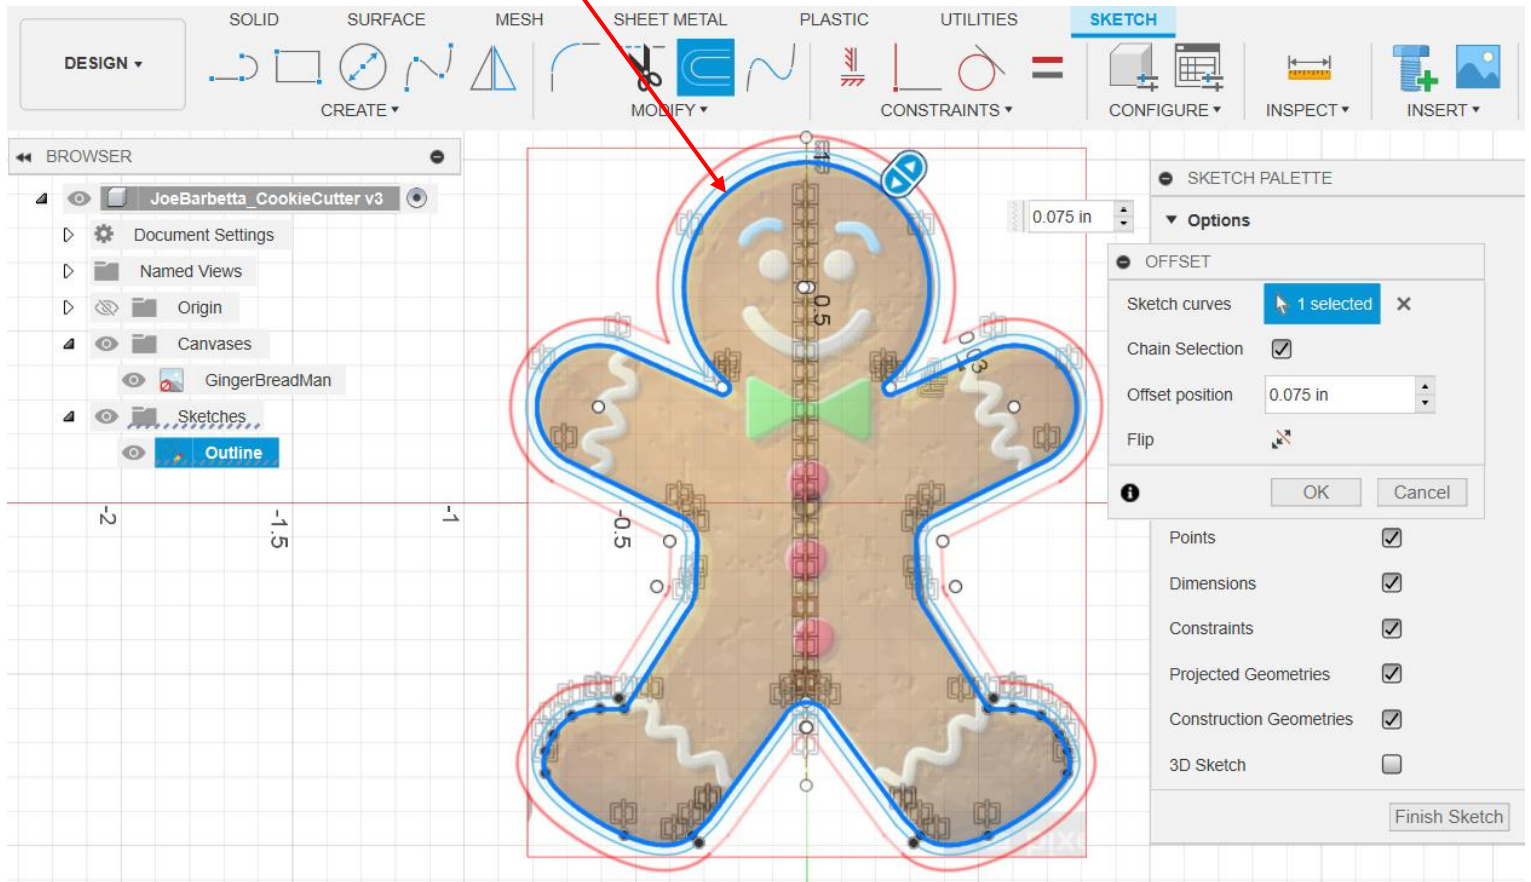 SOLID SURFACE MESH SHEET METAL PLASTIC UTILITIES SKETCH
DESIGN ▾
CREATE ▾ MODIFY ▾ CONSTRAINTS ▾ CONFIGURE ▾ INSPECT ▾ INSERT ▾
BROWSER
JoeBarbetta_CookieCutter v3
Document Settings
Named Views
Origin
Canvases
GingerBreadMan
Sketches
Outline
-2
-1.5
-1
-0.5
0.5
0.03
0.075 in
SKETCH PALETTE
Options
OFFSET
Sketch curves 1 selected
Chain Selection
Offset position 0.075 in
Flip
OK Cancel
Points
Dimensions
Constraints
Projected Geometries
Construction Geometries
3D Sketch
Finish Sketch